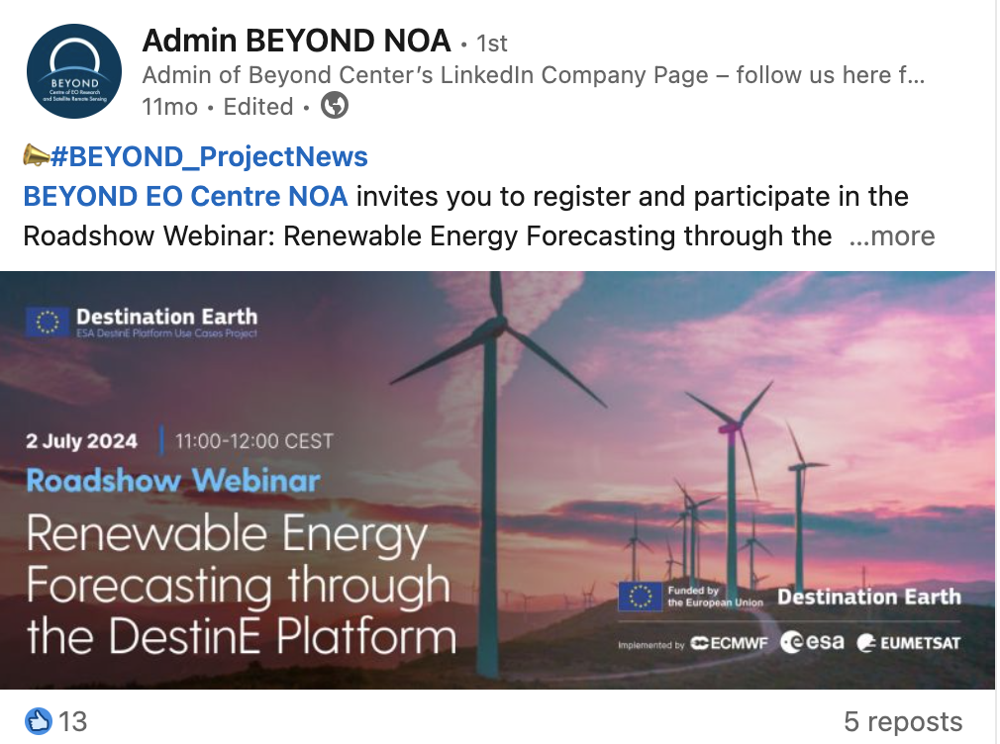 Admin BEYOND NOA • 1st
Admin of Beyond Center's LinkedIn Company Page – follow us here f...
11mo • Edited •
BEYOND
Centre of EO Research
and Satellite Remote Sensing
#BEYOND_ProjectNews
BEYOND EO Centre NOA invites you to register and participate in the
Roadshow Webinar: Renewable Energy Forecasting through the ...more
Destination Earth
ESA DestinE Platform Use Cases Project
2 July 2024 | 11:00-12:00 CEST
Roadshow Webinar
Renewable Energy
Forecasting through
the DestinE Platform
Funded by
the European Union
Destination Earth
Implemented by ECMWF esa EUMETSAT
13
5 reposts